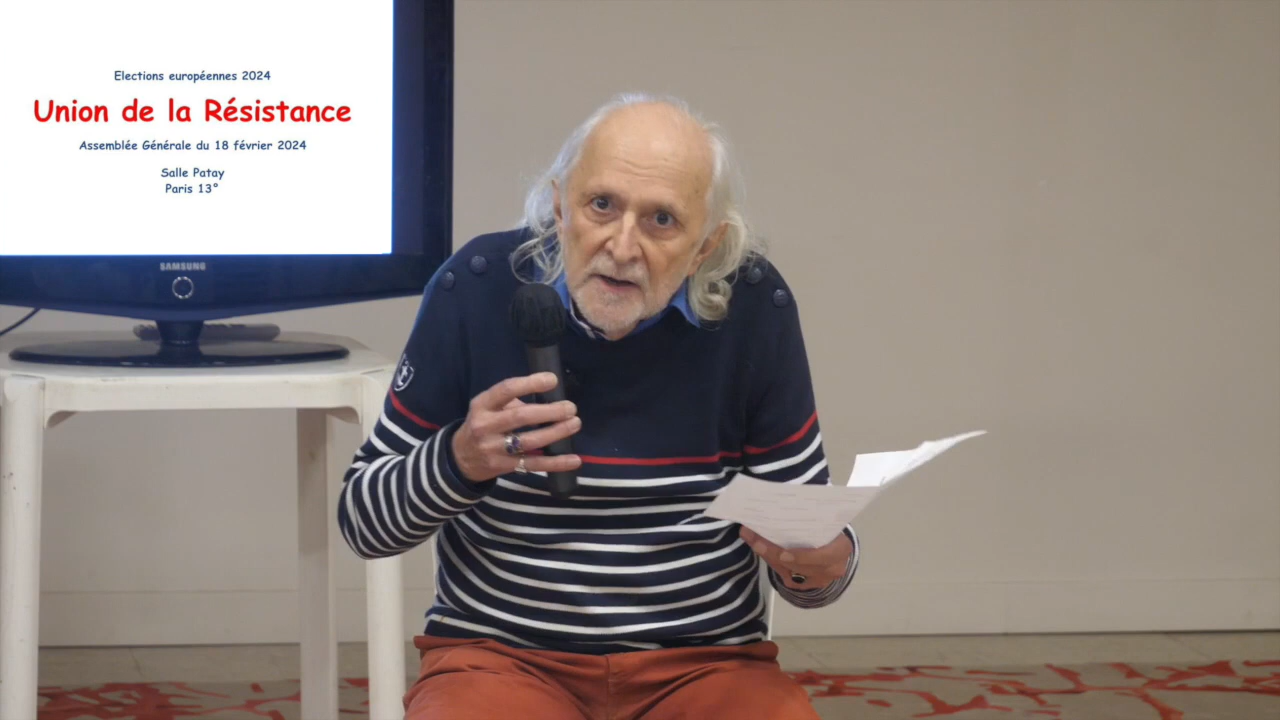 Elections européennes 2024
Union de la Résistance
Assemblée Générale du 18 février 2024
Salle Patay
Paris 13°
SAMSUNG